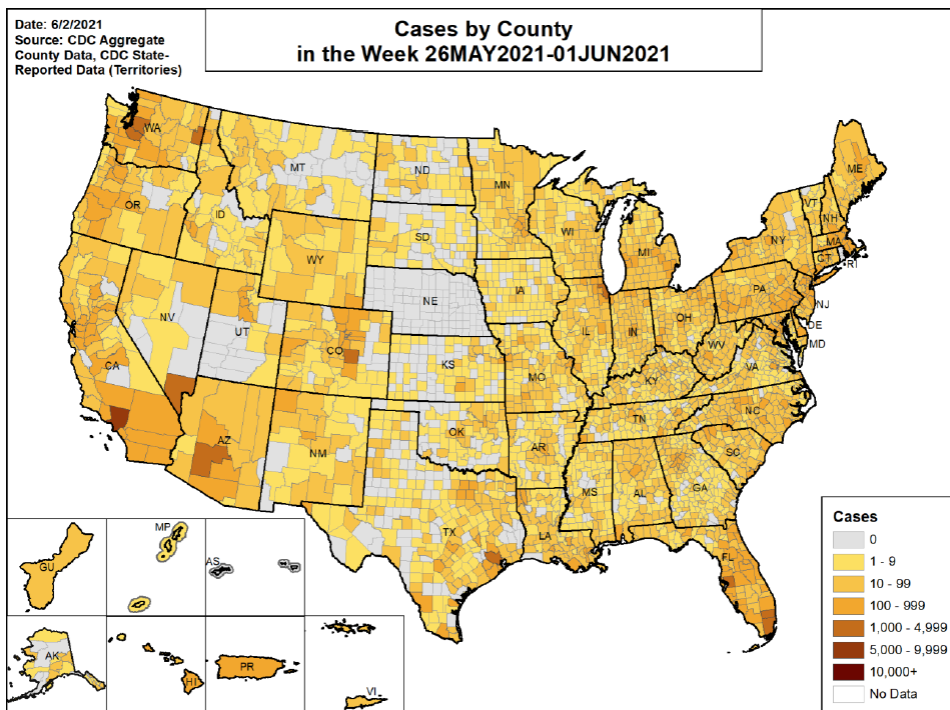 Date: 6/2/2021
Source: CDC Aggregate
County Data, CDC State-
Reported Data (Territories)
Cases by County
in the Week 26MAY2021-01JUN2021
WA
MT
ND
MN
ME
OR
ID
WY
SD
WI
MI
VT
NH
NY
MA
CT
RI
NV
UT
NE
IA
PA
NJ
CA
CO
KS
MO
IL
IN
OH
WV
DE
MD
VA
KY
AZ
NM
OK
AR
TN
NC
SC
TX
LA
MS
AL
GA
FL
GU
MP
AS
AK
HI
PR
VI
Cases
0
1 - 9
10 - 99
100 - 999
1,000 - 4,999
5,000 - 9,999
10,000+
No Data